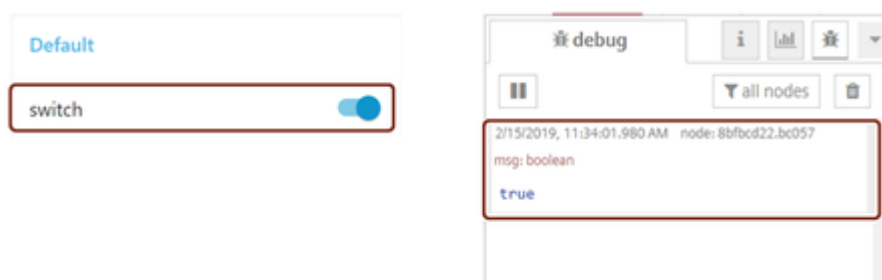 Default
switch
debug
i
all nodes
2/15/2019, 11:34:01.980 AM node: 8bfbcd22.bc057
msg: boolean
true